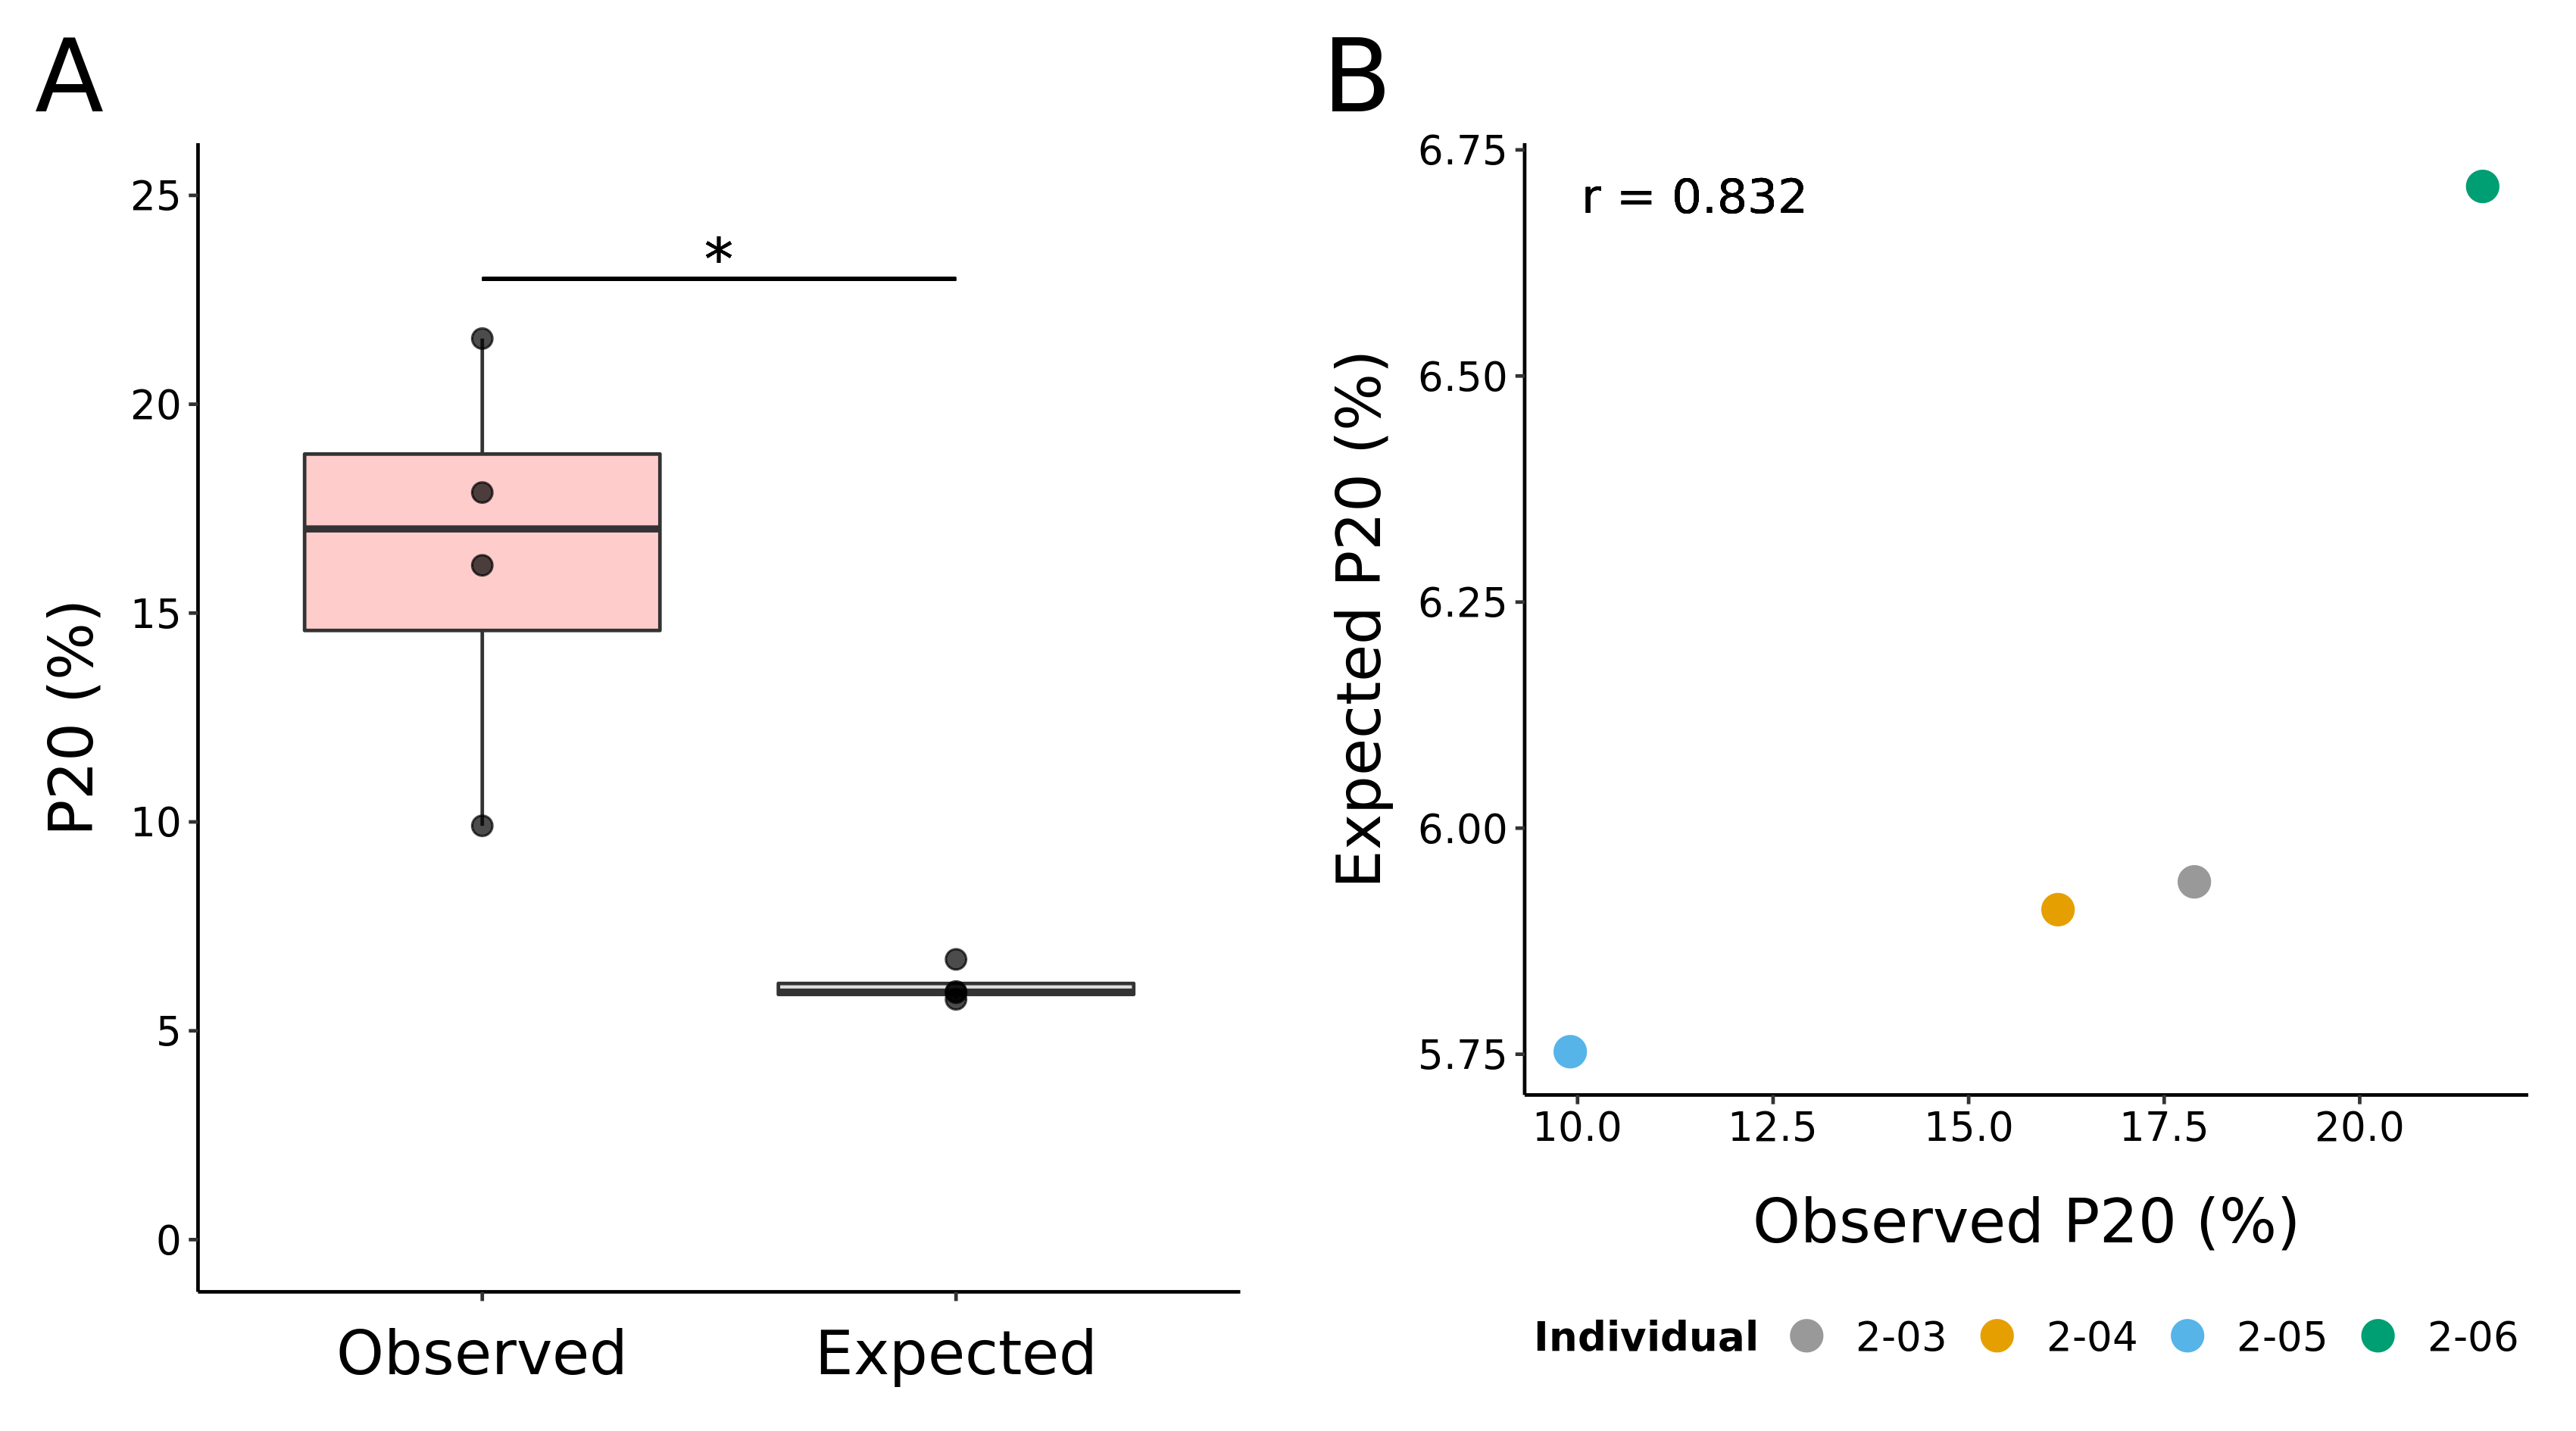 A
25
20
15
10
5
0
P20 (%)
*
Observed
Expected
B
6.75
6.50
6.25
6.00
5.75
Expected P20 (%)
r = 0.832
10.0 12.5 15.0 17.5 20.0
Observed P20 (%)
Individual 2-03 2-04 2-05 2-06